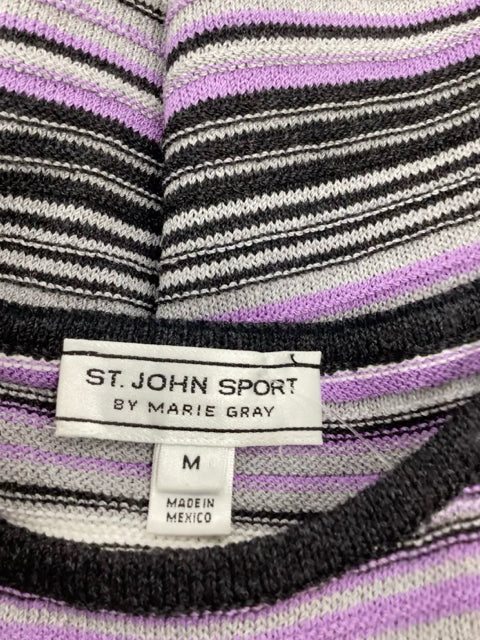 ST. JOHN SPORT
BY MARIE GRAY
M
MADE IN
MEXICO